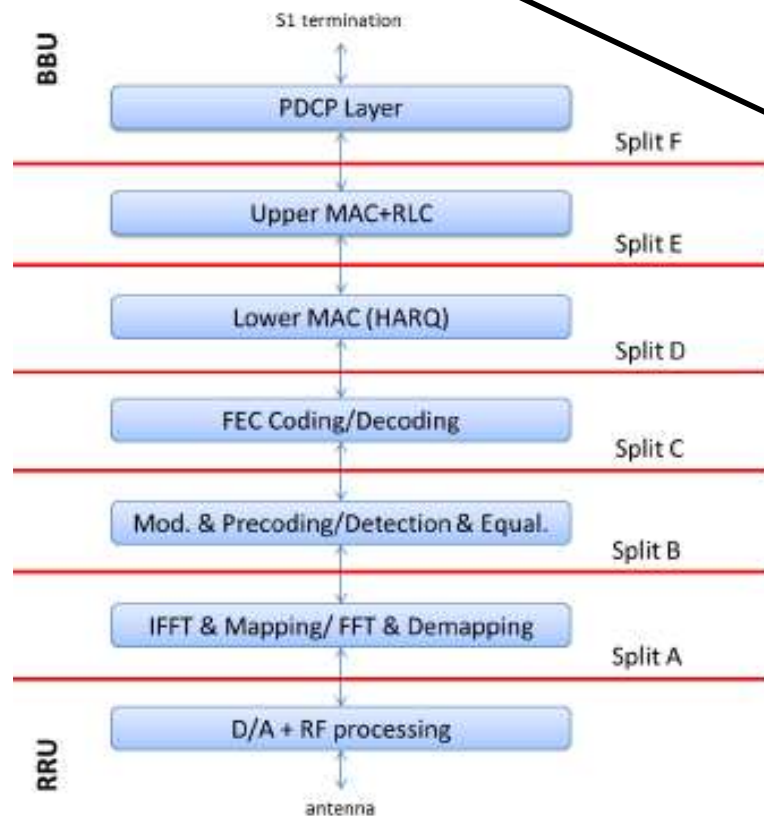 S1 termination
BBU
PDCP Layer
Split F
Upper MAC+RLC
Split E
Lower MAC (HARQ)
Split D
FEC Coding/Decoding
Split C
Mod. & Precoding/Detection & Equal.
Split B
IFFT & Mapping/ FFT & Demapping
Split A
D/A + RF processing
RRU
antenna